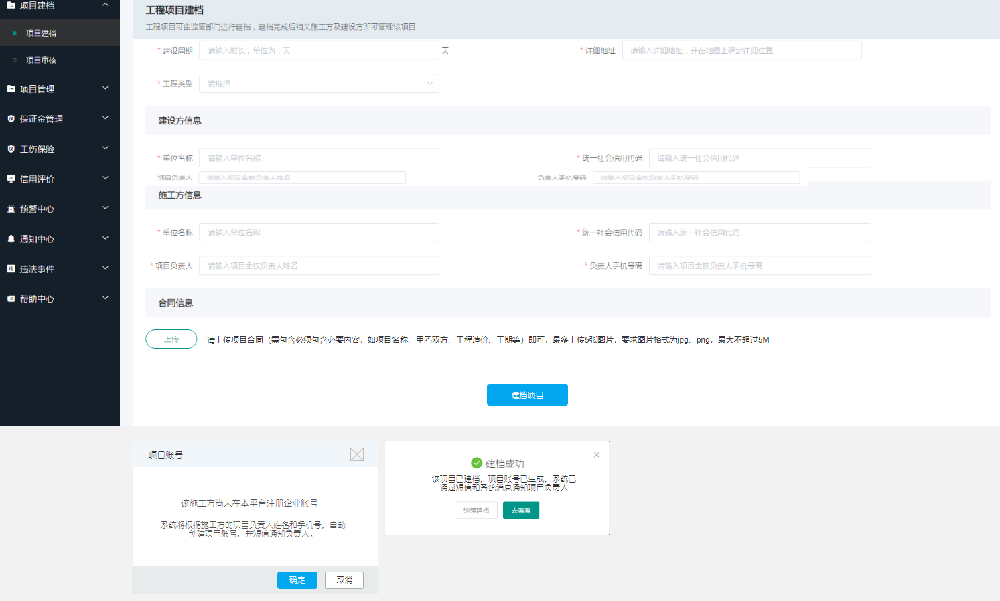 项目建档
项目建档
项目审核
项目管理
保证金管理
工伤保险
信用评价
预警中心
通知中心
违法事件
帮助中心
工程项目建档
工程项目可由监管部门进行建档，建档完成后相关施工方及建设方即可管理该项目
* 建设周期 请输入时长，单位为：天 天 * 详细地址 请输入详细地址，并在地图上确定详细位置
* 工程类型 请选择
建设方信息
* 单位名称 请输入单位名称 * 统一社会信用代码 请输入统一社会信用代码
项目负责人 请输入项目全权负责人姓名 负责人手机号码 请输入项目全权负责人手机号码
施工方信息
* 单位名称 请输入单位名称 * 统一社会信用代码 请输入统一社会信用代码
* 项目负责人 请输入项目全权负责人姓名 * 负责人手机号码 请输入项目全权负责人手机号码
合同信息
上传 请上传项目合同（需包含必须包含必要内容，如项目名称、甲乙双方、工程造价、工期等）即可，最多上传5张图片，要求图片格式为jpg、png，最大不超过5M
建档项目
项目账号
该施工方尚未在本平台注册企业账号
系统将根据施工方的项目负责人姓名和手机号，自动
创建项目账号，并短信通知负责人；
确定 取消
建档成功
该项目已建档，项目账号已生成，系统已
通过短信和系统消息通知项目负责人
继续建档 去看看